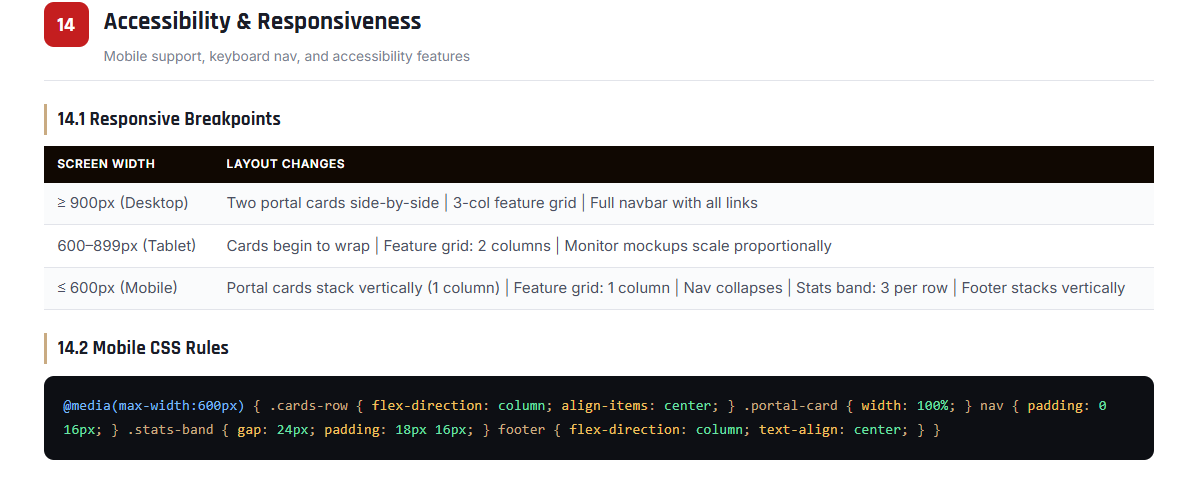 14
Accessibility & Responsiveness
Mobile support, keyboard nav, and accessibility features
14.1 Responsive Breakpoints
SCREEN WIDTH LAYOUT CHANGES
≥ 900px (Desktop) Two portal cards side-by-side | 3-col feature grid | Full navbar with all links
600–899px (Tablet) Cards begin to wrap | Feature grid: 2 columns | Monitor mockups scale proportionally
≤ 600px (Mobile) Portal cards stack vertically (1 column) | Feature grid: 1 column | Nav collapses | Stats band: 3 per row | Footer stacks vertically
14.2 Mobile CSS Rules
@media(max-width:600px) { .cards-row { flex-direction: column; align-items: center; } .portal-card { width: 100%; } nav { padding: 0
16px; } .stats-band { gap: 24px; padding: 18px 16px; } footer { flex-direction: column; text-align: center; } }